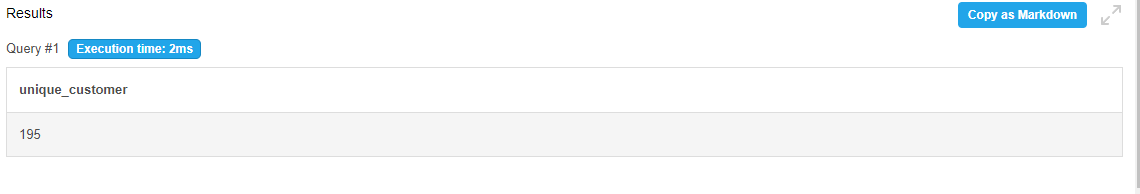 Results
Copy as Markdown
Query #1 Execution time: 2ms
unique_customer
195